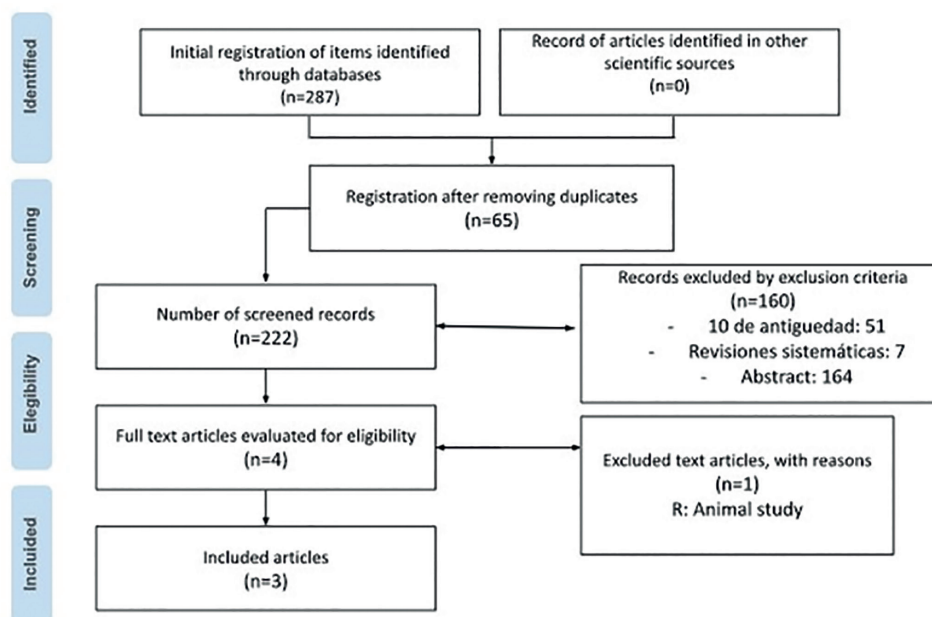 Identified
Initial registration of items identified
through databases
(n=287)
Record of articles identified in other
scientific sources
(n=0)
Screening
Registration after removing duplicates
(n=65)
Number of screened records
(n=222)
Records excluded by exclusion criteria
(n=160)
- 10 de antiguedad: 51
- Revisiones sistemáticas: 7
- Abstract: 164
Elegibility
Full text articles evaluated for eligibility
(n=4)
Excluded text articles, with reasons
(n=1)
R: Animal study
Incluided
Included articles
(n=3)